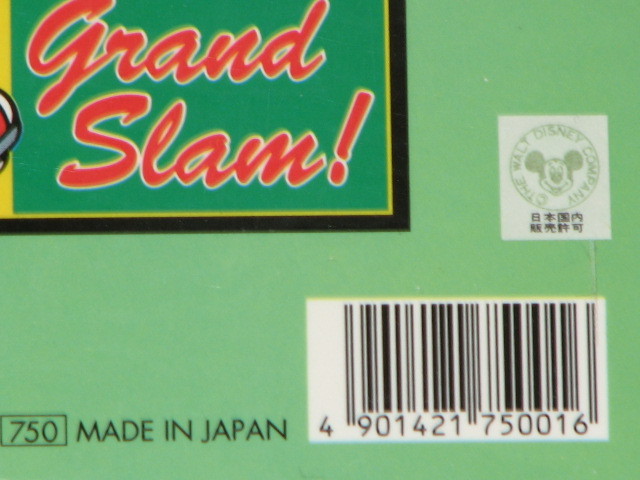 Grand
Slam!
©THE WALT DISNEY COMPANY
日本国内
販売許可
4 901421 750016
750 MADE IN JAPAN